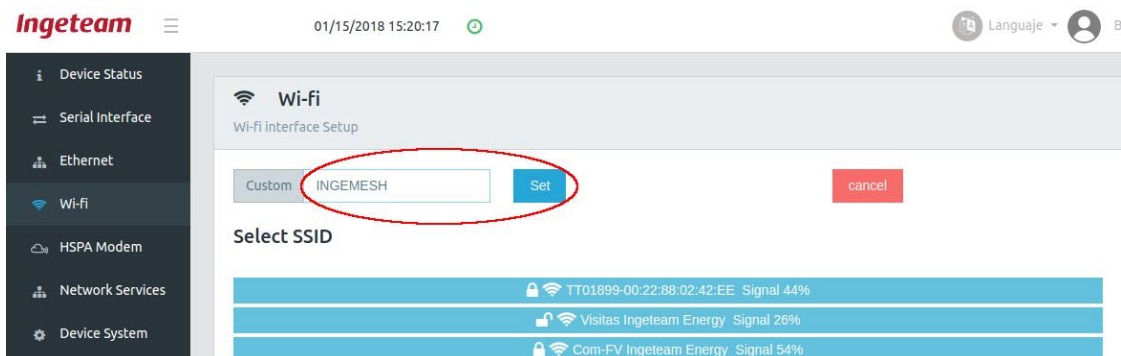 Ingeteam
01/15/2018 15:20:17
Languaje
B
Device Status
Serial Interface
Ethernet
Wi-fi
HSPA Modem
Network Services
Device System
Wi-fi
Wi-fi interface Setup
Custom INGEMESH Set cancel
Select SSID
TT01899-00:22:88:02:42:EE Signal 44%
Visitas Ingeteam Energy Signal 26%
Com-FV Ingeteam Energy Signal 54%